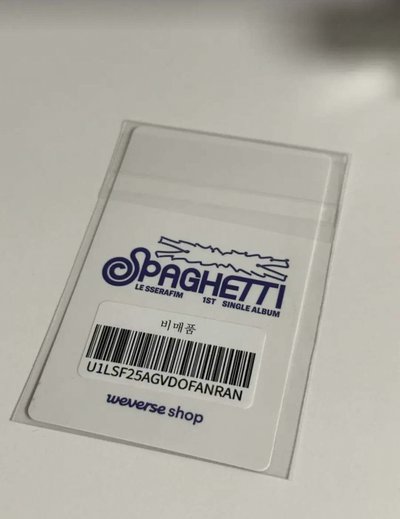 SPAGHETTI
LE SSERAFIM 1ST SINGLE ALBUM
비매품
U1LSF25AGVDOFANRAN
weverse shop